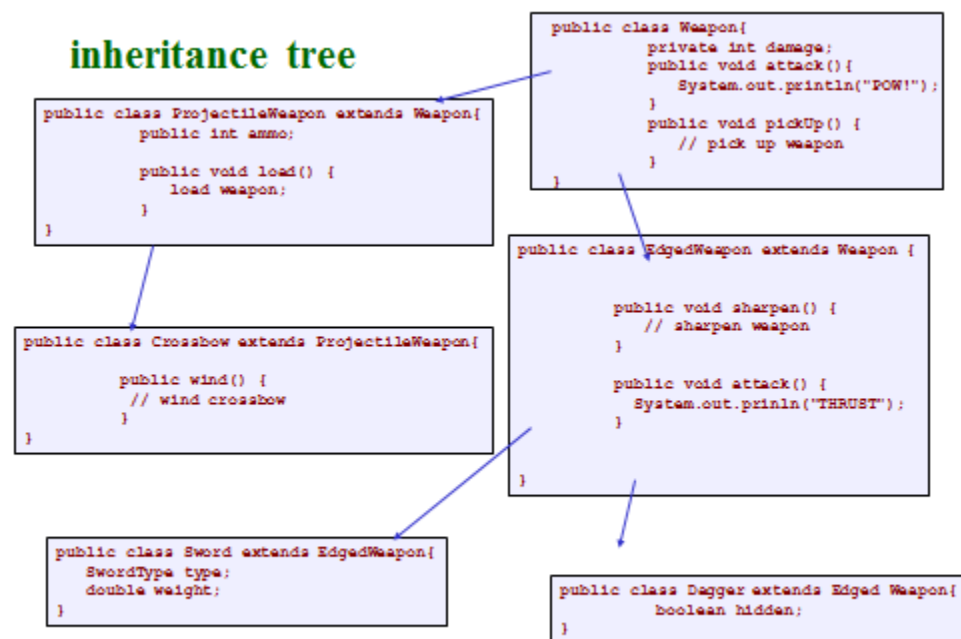 inheritance tree
public class Weapon{
private int damage;
public void attack(){
System.out.println("POW!");
}
public void pickUp() {
// pick up weapon
}
}
public class ProjectileWeapon extends Weapon{
public int ammo;
public void load() {
load weapon;
}
}
public class EdgedWeapon extends Weapon {
public void sharpen() {
// sharpen weapon
}
public void attack() {
System.out.prinln("THRUST");
}
}
public class Crossbow extends ProjectileWeapon{
public wind() {
// wind crossbow
}
}
public class Sword extends EdgedWeapon{
SwordType type;
double weight;
}
public class Dagger extends Edged Weapon{
boolean hidden;
}